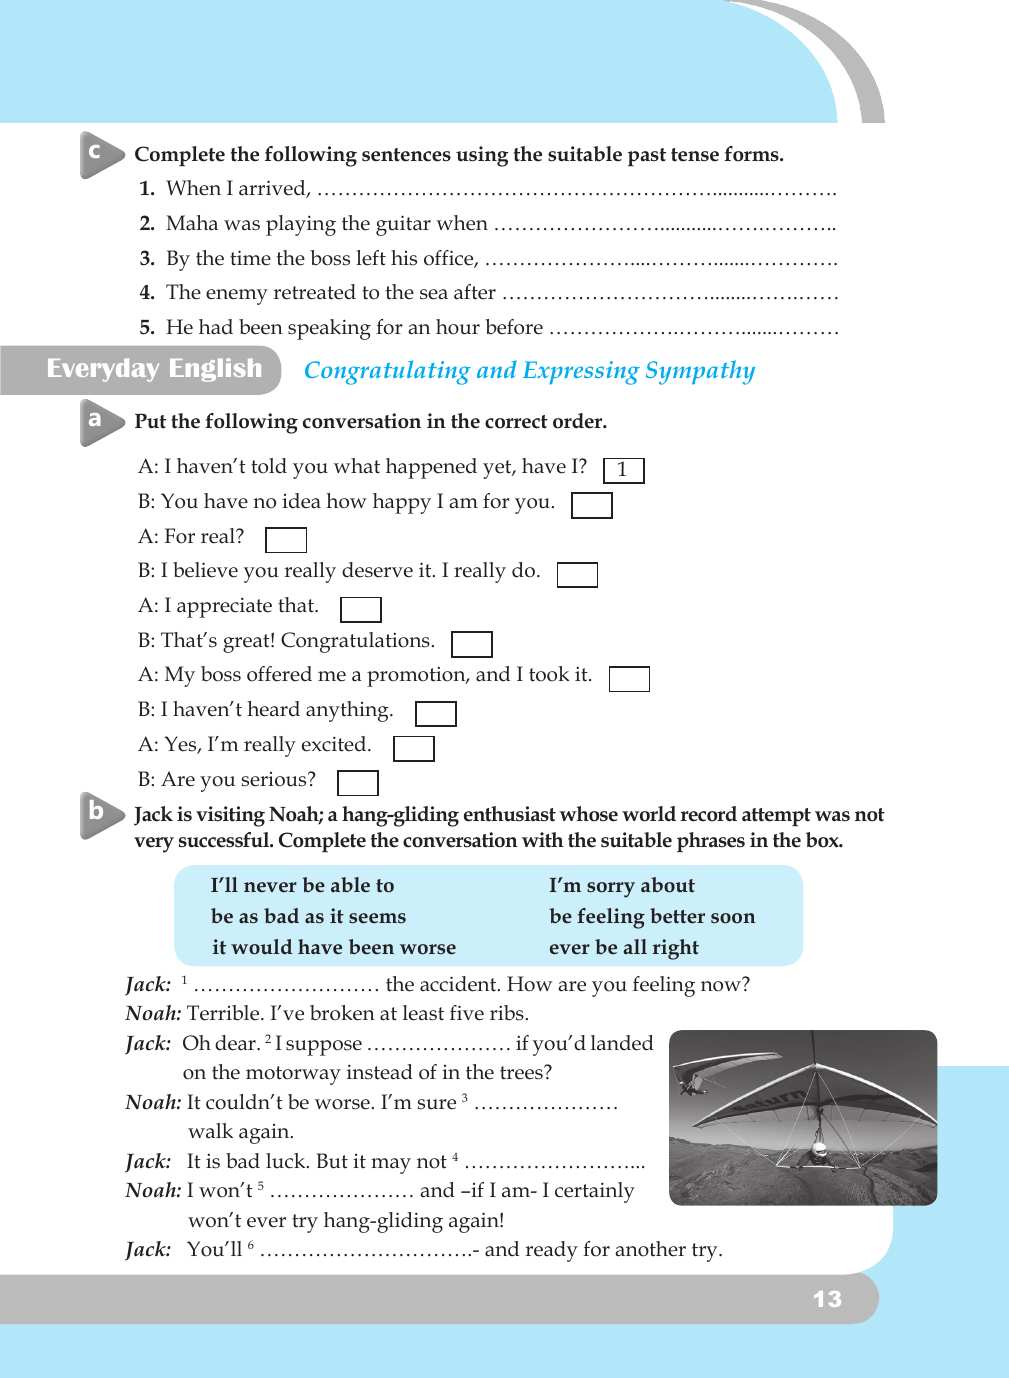 c Complete the following sentences using the suitable past tense forms.
1. When I arrived, …………………………………………………...........……….
2. Maha was playing the guitar when ……………………...........…….………..
3. By the time the boss left his office, …………………....……….......………….
4. The enemy retreated to the sea after …………………………........…….……
5. He had been speaking for an hour before ……………….……….......………
Everyday English Congratulating and Expressing Sympathy
a Put the following conversation in the correct order.
A: I haven’t told you what happened yet, have I? 1
B: You have no idea how happy I am for you.
A: For real?
B: I believe you really deserve it. I really do.
A: I appreciate that.
B: That’s great! Congratulations.
A: My boss offered me a promotion, and I took it.
B: I haven’t heard anything.
A: Yes, I’m really excited.
B: Are you serious?
b Jack is visiting Noah; a hang-gliding enthusiast whose world record attempt was not
very successful. Complete the conversation with the suitable phrases in the box.
I’ll never be able to I’m sorry about
be as bad as it seems be feeling better soon
it would have been worse ever be all right
Jack: 1 ……………………… the accident. How are you feeling now?
Noah: Terrible. I’ve broken at least five ribs.
Jack: Oh dear. 2 I suppose ………………… if you’d landed
on the motorway instead of in the trees?
Noah: It couldn’t be worse. I’m sure 3 …………………
walk again.
Jack: It is bad luck. But it may not 4 ……………………...
Noah: I won’t 5 ………………… and –if I am- I certainly
won’t ever try hang-gliding again!
Jack: You’ll 6 ………………………….- and ready for another try.
saturn
13